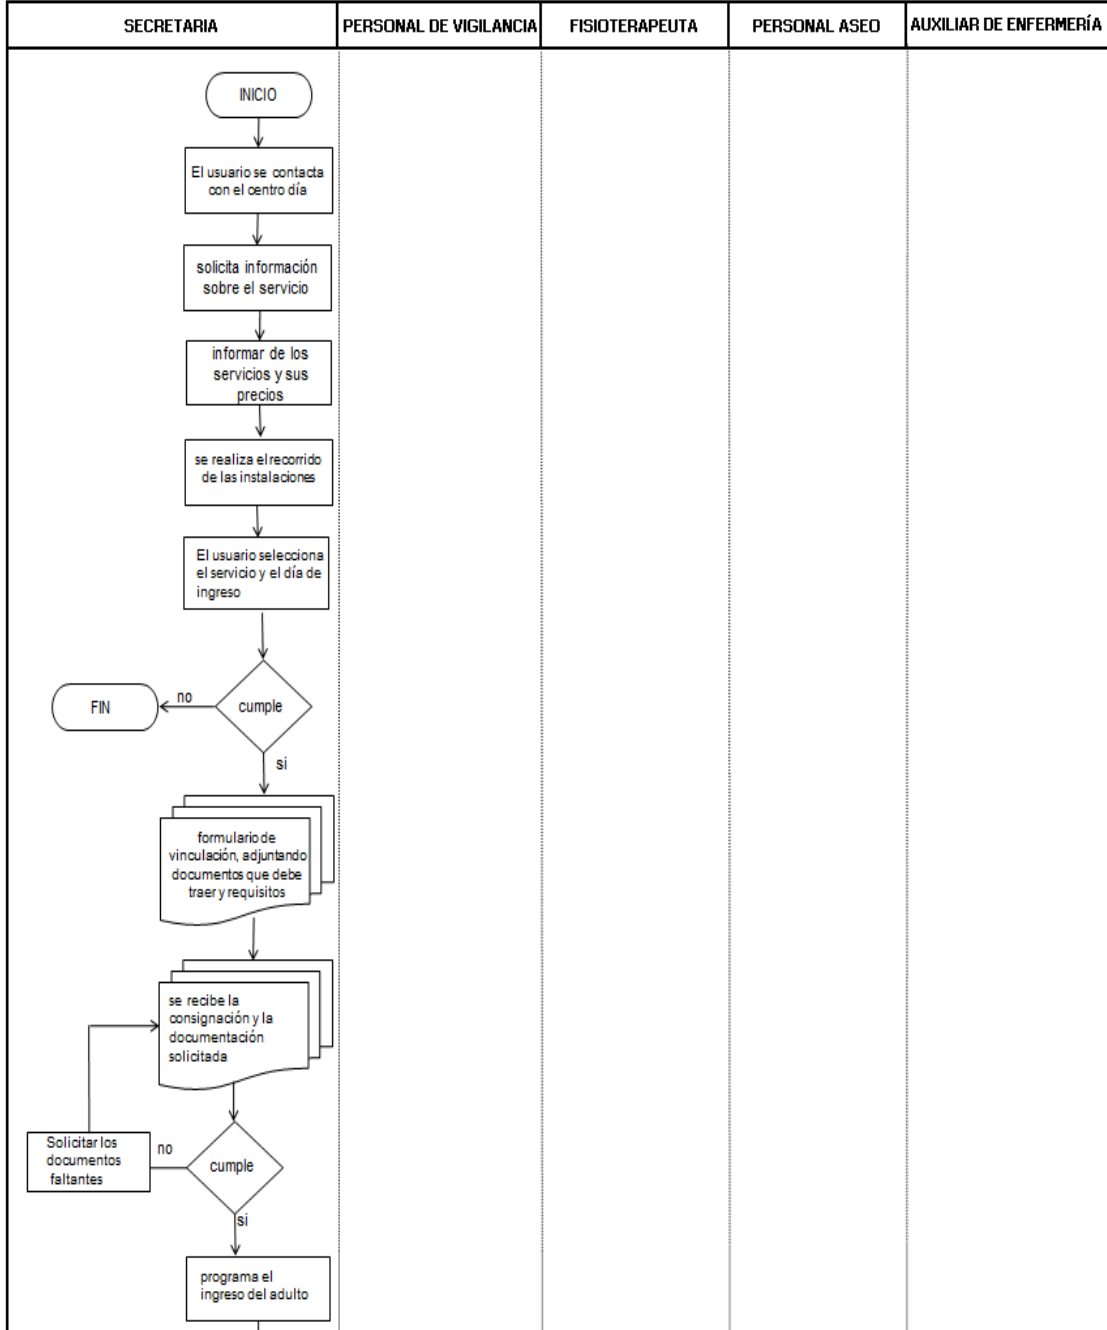 SECRETARIA
PERSONAL DE VIGILANCIA
FISIOTERAPEUTA
PERSONAL ASEO
AUXILIAR DE ENFERMERÍA
INICIO
El usuario se contacta
con el centro día
solicita información
sobre el servicio
informar de los
servicios y sus
precios
se realiza el recorrido
de las instalaciones
El usuario selecciona
el servicio y el día de
ingreso
cumple
no
FIN
si
formulario de
vinculación, adjuntando
documentos que debe
traer y requisitos
se recibe la
consignación y la
documentación
solicitada
cumple
no
Solicitar los
documentos
faltantes
si
programa el
ingreso del adulto